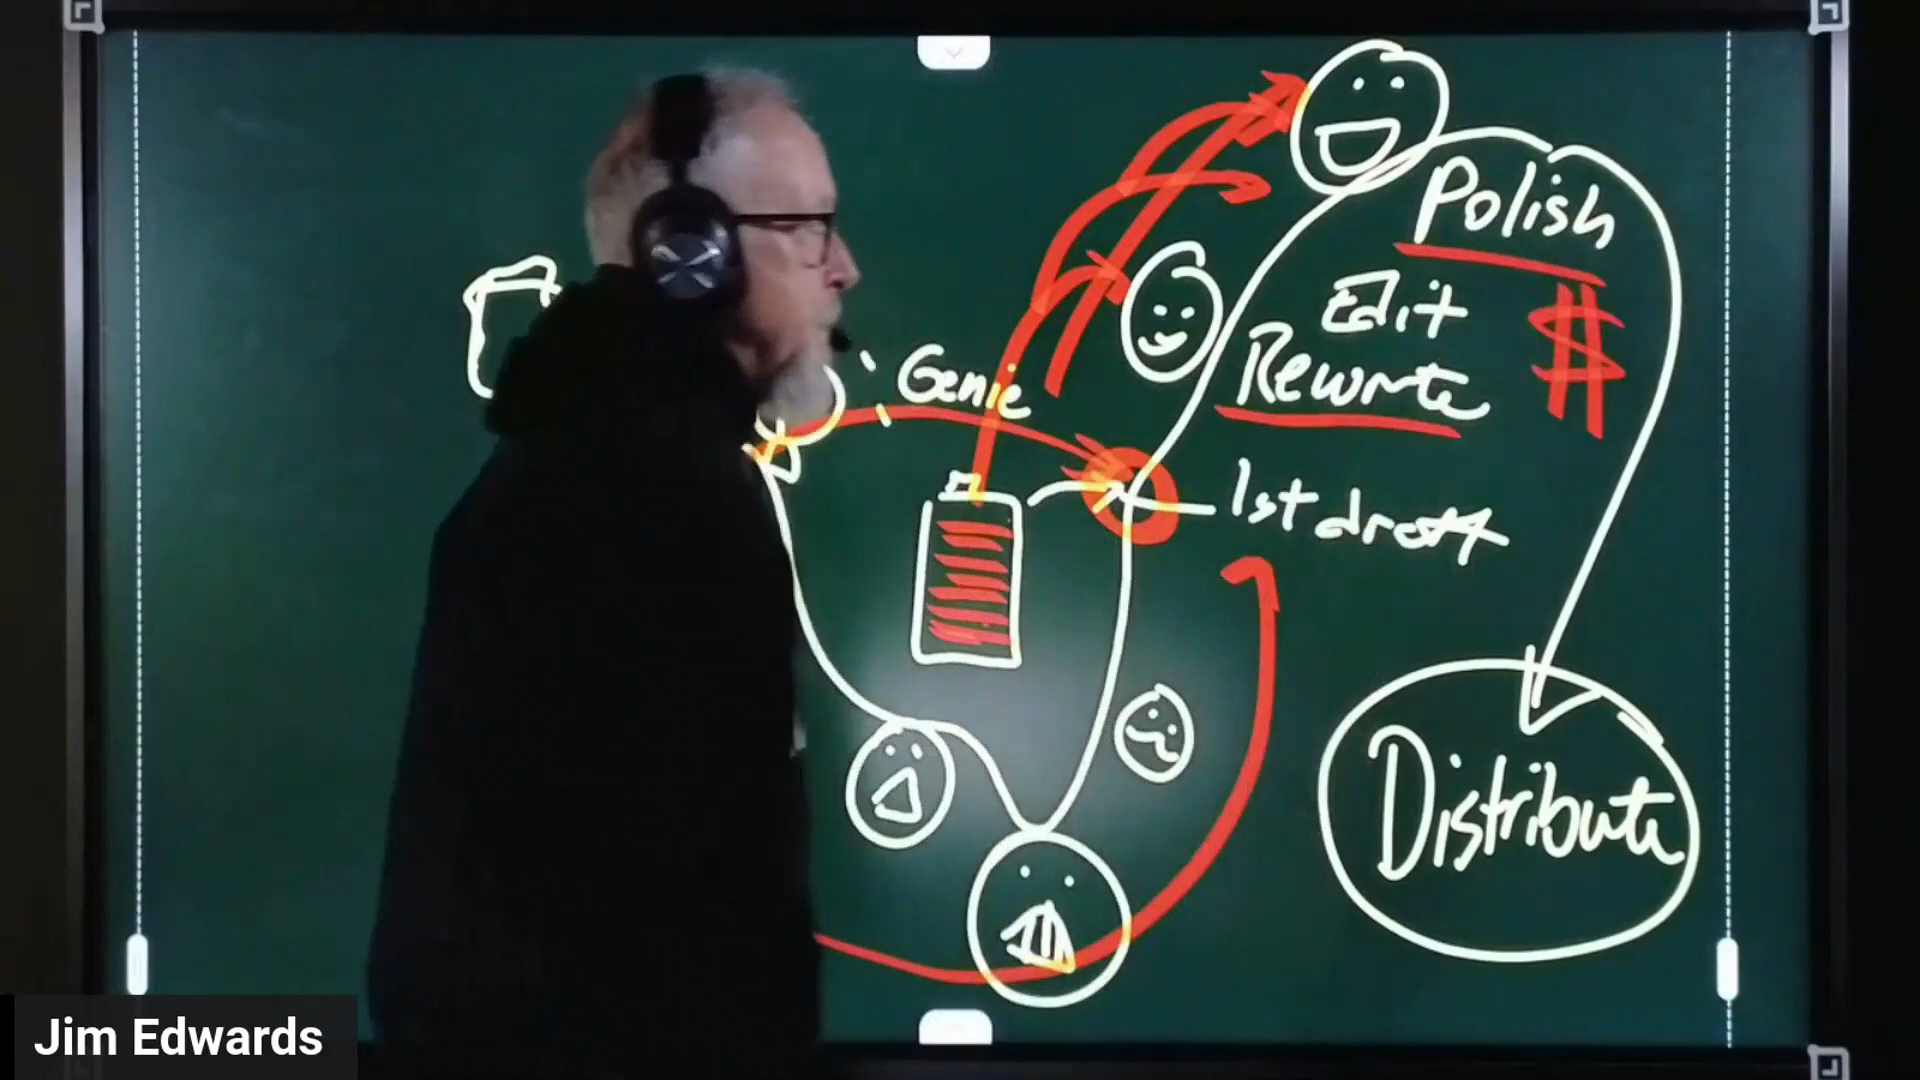 Polish
Edit
$
Rewrite
Genie
1st draft
Distribute
Jim Edwards